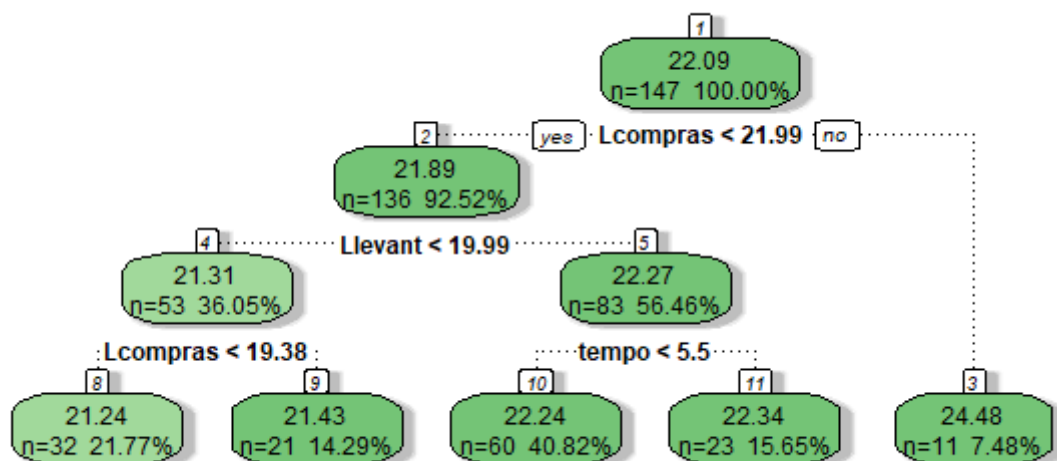 1
22.09
n=147 100.00%
yes Lcompras < 21.99 no
2
21.89
n=136 92.52%
4 Llevant < 19.99 5
21.31
n=53 36.05%
22.27
n=83 56.46%
Lcompras < 19.38
tempo < 5.5
8
21.24
n=32 21.77%
9
21.43
n=21 14.29%
10
22.24
n=60 40.82%
11
22.34
n=23 15.65%
3
24.48
n=11 7.48%